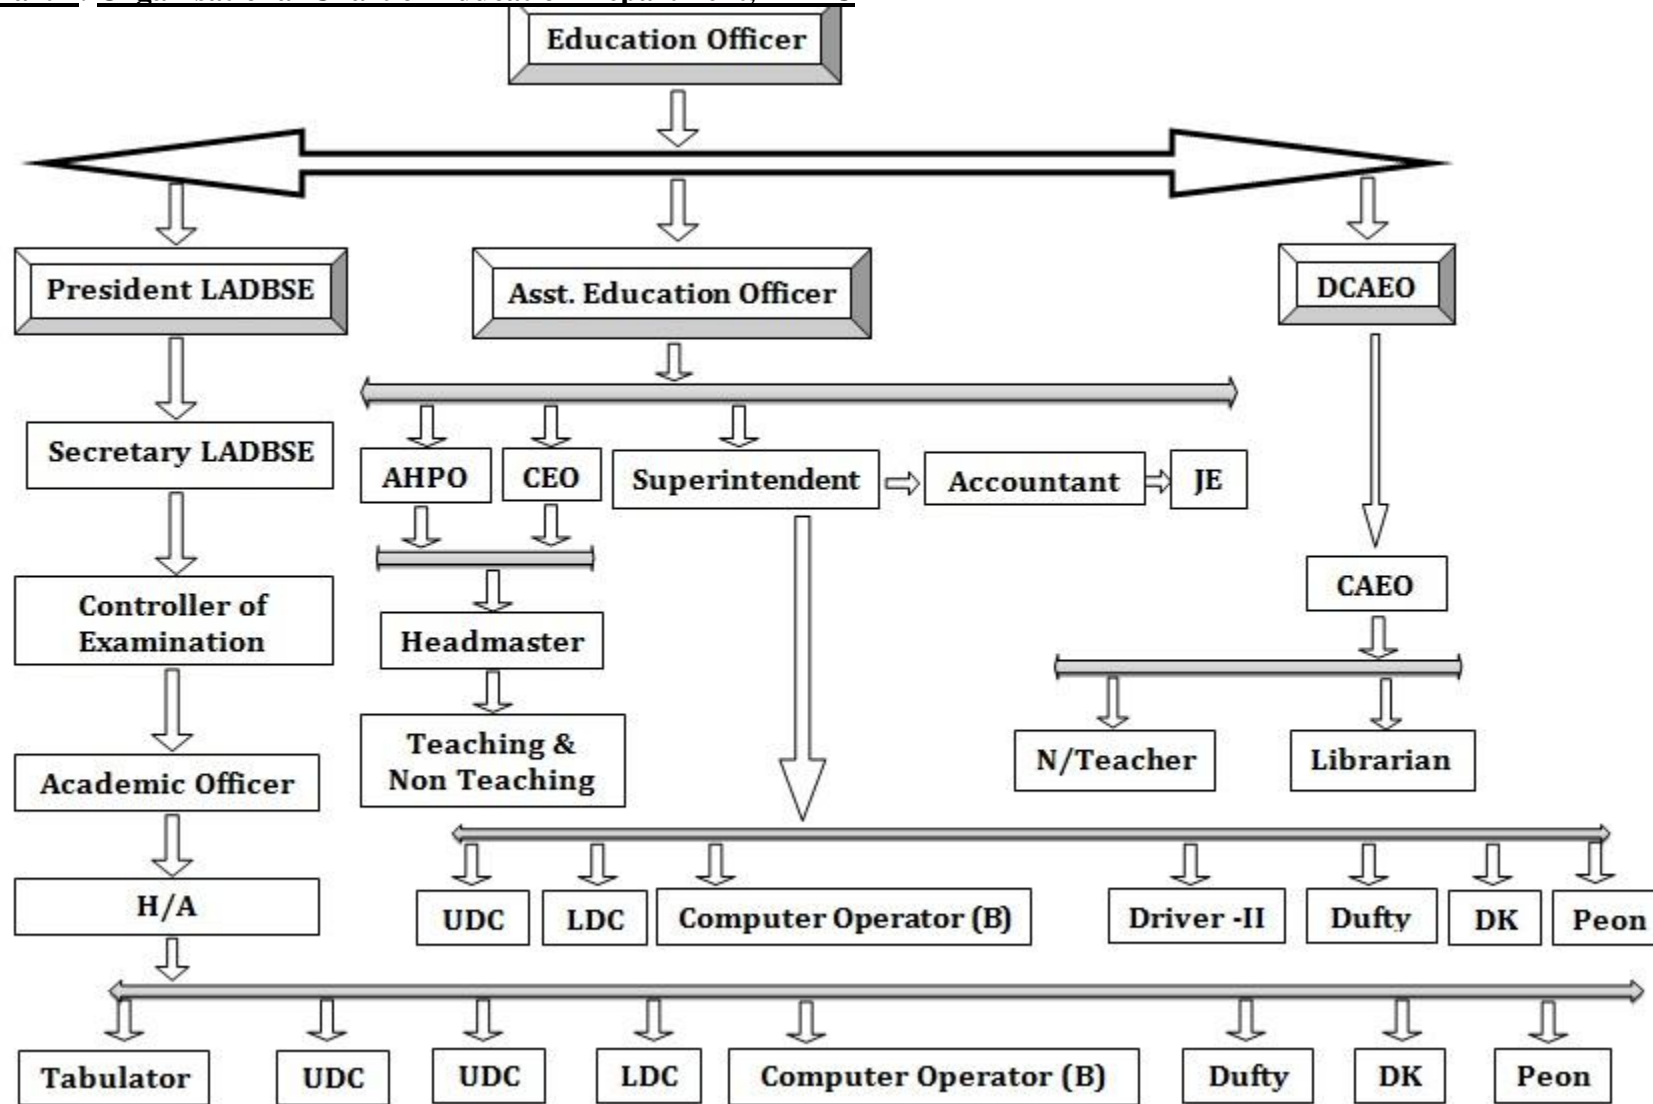 Education Officer
President LADBSE
Asst. Education Officer
DCAEO
Secretary LADBSE
AHPO
CEO
Superintendent
Accountant
JE
Controller of
Examination
CAEO
Headmaster
Teaching &
Non Teaching
N/Teacher
Librarian
Academic Officer
H/A
UDC
LDC
Computer Operator (B)
Driver -II
Dufty
DK
Peon
Tabulator
UDC
UDC
LDC
Computer Operator (B)
Dufty
DK
Peon